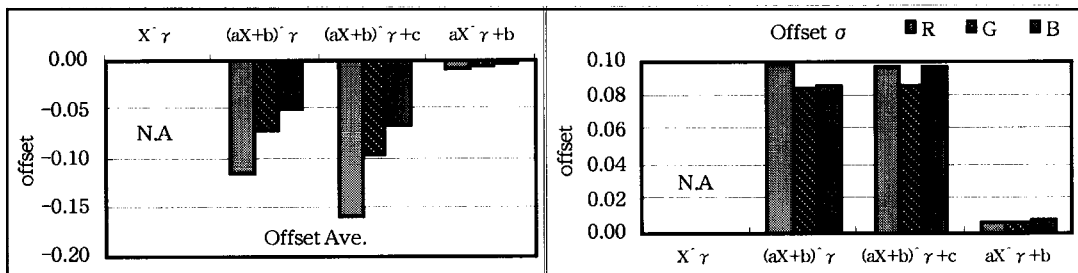 X^γ (aX+b)^γ (aX+b)^γ+c aX^γ+b
0.00
-0.05
-0.10
-0.15
-0.20
offset
N.A
Offset Ave.
Offset σ R G B
0.10
0.08
0.06
0.04
0.02
0.00
offset
N.A
X^γ (aX+b)^γ (aX+b)^γ+c aX^γ+b